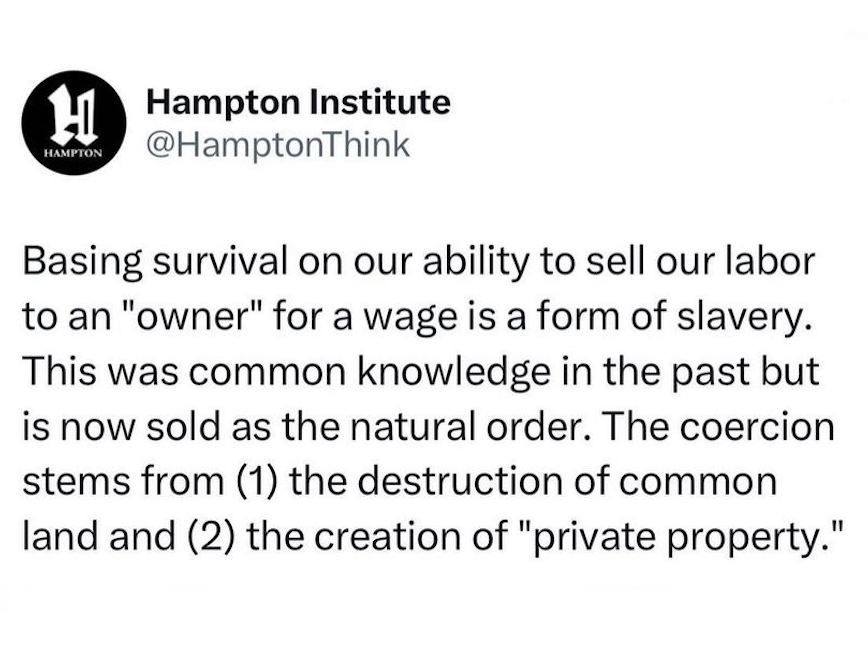 HAMPTON
Hampton Institute
@HamptonThink
Basing survival on our ability to sell our labor
to an "owner" for a wage is a form of slavery.
This was common knowledge in the past but
is now sold as the natural order. The coercion
stems from (1) the destruction of common
land and (2) the creation of "private property."